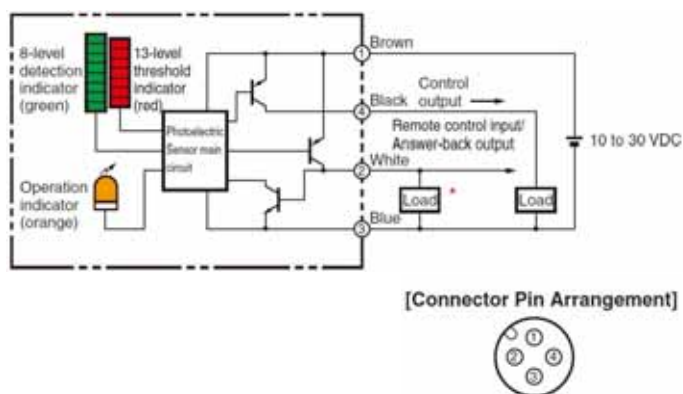 8-level
detection
indicator
(green)
13-level
threshold
indicator
(red)
Photoelectric
Sensor main
circuit
Operation
indicator
(orange)
① Brown
④ Black
Control
output
Remote control input/
Answer-back output
② White
③ Blue
Load *
Load
10 to 30 VDC
[Connector Pin Arrangement]
①
② ④
③